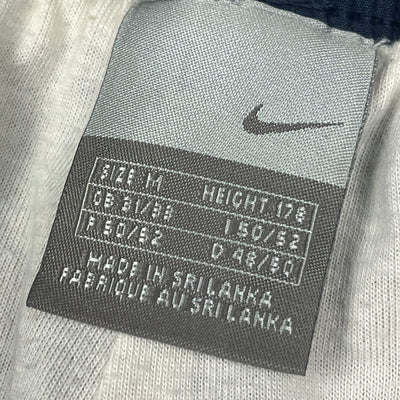 SIZE M HEIGHT 178
GB 31/33 I 50/52
F 50/52 D 48/50
MADE IN SRI LANKA
FABRIQUE AU SRI LANKA